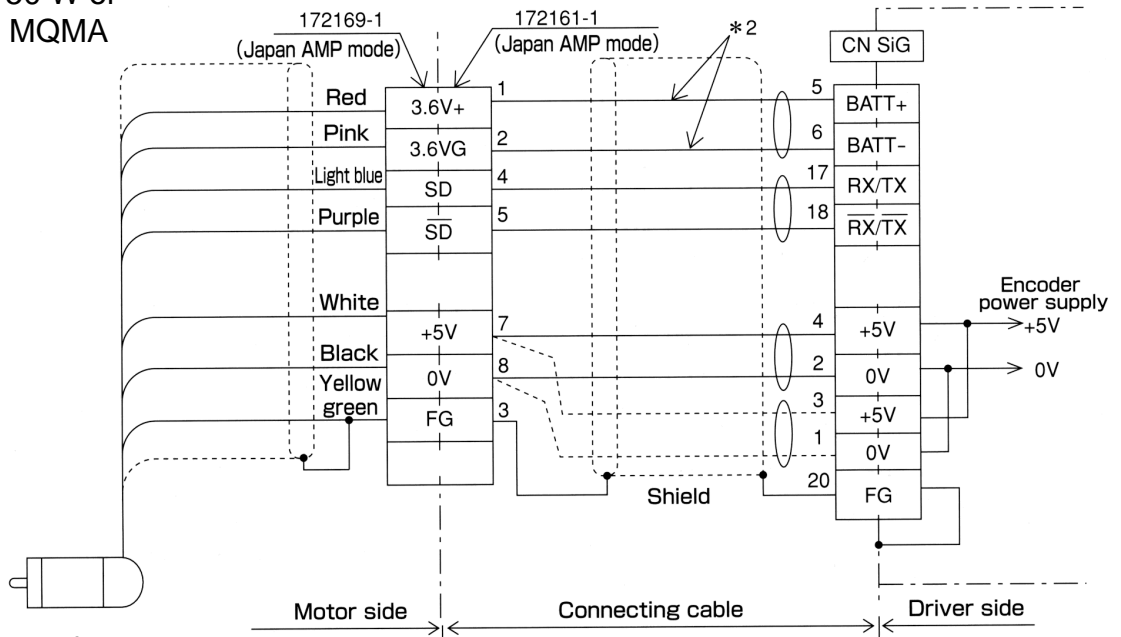 MQMA
172169-1
(Japan AMP mode)
172161-1
(Japan AMP mode)
*2
CN SiG
Red
3.6V+
1
5
BATT+
Pink
3.6VG
2
6
BATT-
Light blue
SD
4
17
RX/TX
Purple
S̅D̅
5
18
R̅X̅/T̅X̅
White
+5V
7
4
+5V
Encoder
power supply
+5V
Black
0V
8
2
0V
0V
Yellow
green
FG
3
3
+5V
1
0V
20
FG
Shield
Motor side
Connecting cable
Driver side